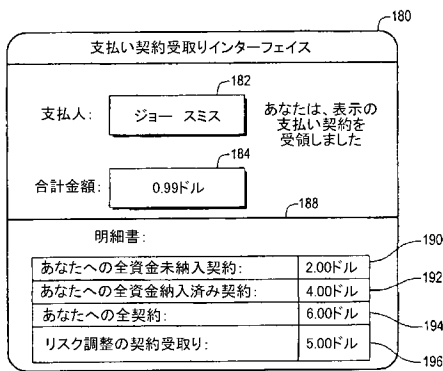 180
支払い契約受取りインターフェイス
182
支払人:
ジョー スミス
あなたは、表示の
支払い契約を
受領しました
184
合計金額:
0.99ドル
188
明細書:
190
あなたへの全資金未納入契約: 2.00ドル
192
あなたへの全資金納入済み契約: 4.00ドル
あなたへの全契約: 6.00ドル
194
リスク調整の契約受取り: 5.00ドル
196